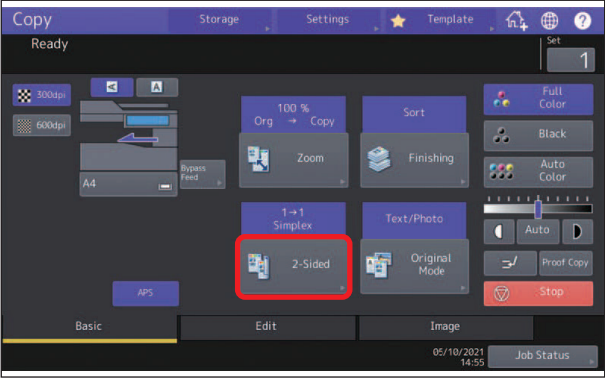 Copy
Storage
Settings
Template
?
Ready
Set
1
300dpi
600dpi
A
A
A4
Bypass
Feed
APS
100 %
Org → Copy
Zoom
Sort
Finishing
1→1
Simplex
2-Sided
Text/Photo
Original
Mode
Full
Color
Black
Auto
Color
Auto
Proof Copy
Stop
Basic
Edit
Image
05/10/2021
14:55
Job Status